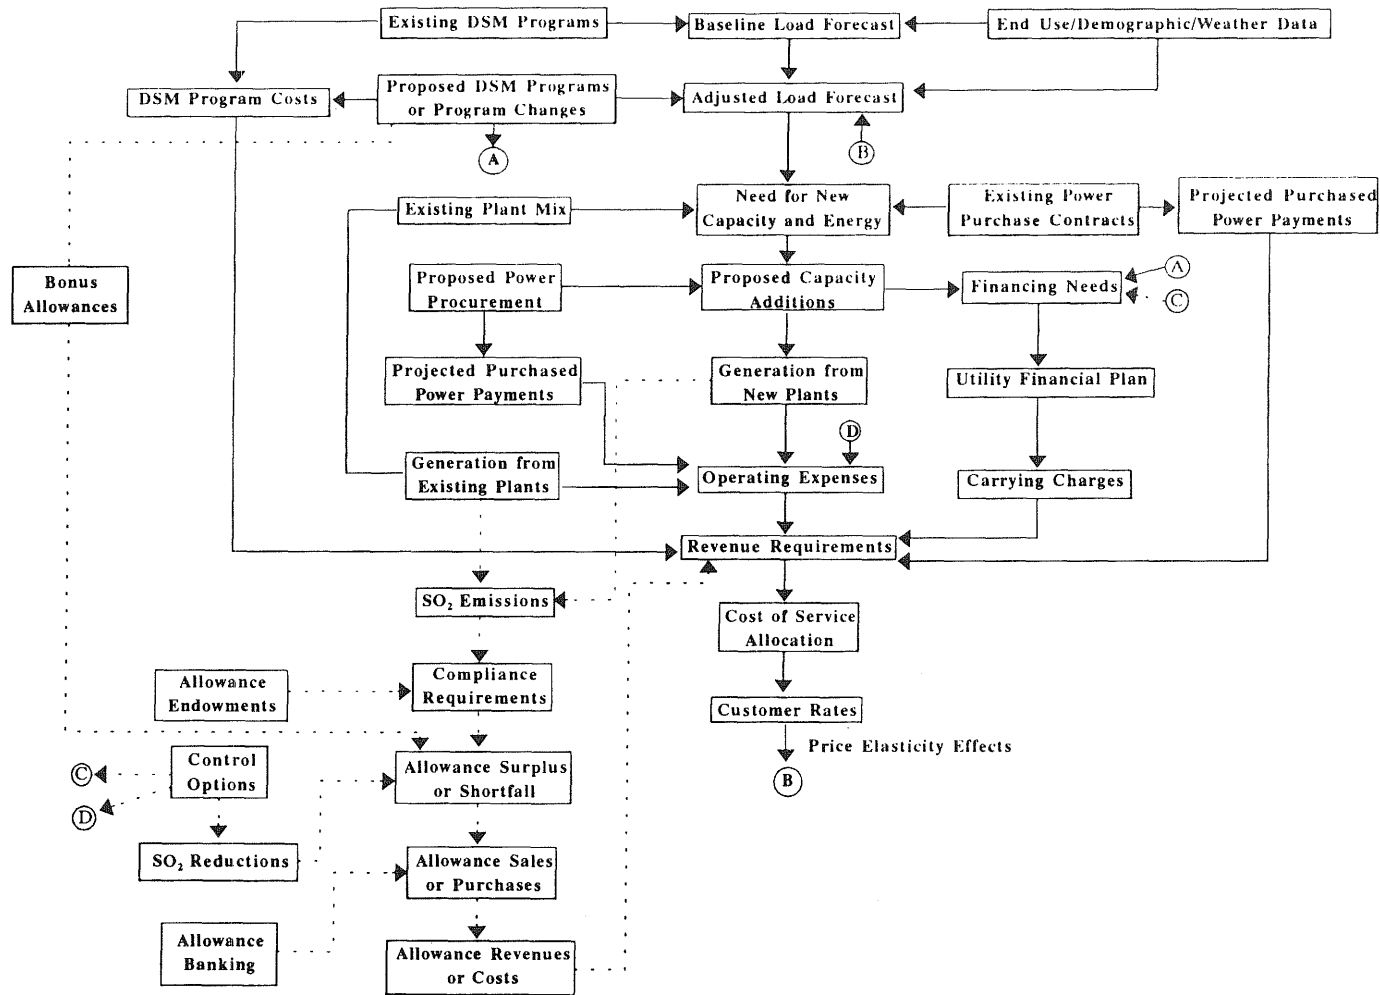 Existing DSM Programs
Baseline Load Forecast
End Use/Demographic/Weather Data
DSM Program Costs
Proposed DSM Programs
or Program Changes
Adjusted Load Forecast
A
B
Existing Plant Mix
Need for New
Capacity and Energy
Existing Power
Purchase Contracts
Projected Purchased
Power Payments
Bonus
Allowances
Proposed Power
Procurement
Proposed Capacity
Additions
Financing Needs
A
C
Projected Purchased
Power Payments
Generation from
New Plants
Utility Financial Plan
D
Generation from
Existing Plants
Operating Expenses
Carrying Charges
Revenue Requirements
SO₂ Emissions
Cost of Service
Allocation
Allowance
Endowments
Compliance
Requirements
Customer Rates
Price Elasticity Effects
B
C
D
Control
Options
Allowance Surplus
or Shortfall
SO₂ Reductions
Allowance Sales
or Purchases
Allowance
Banking
Allowance Revenues
or Costs